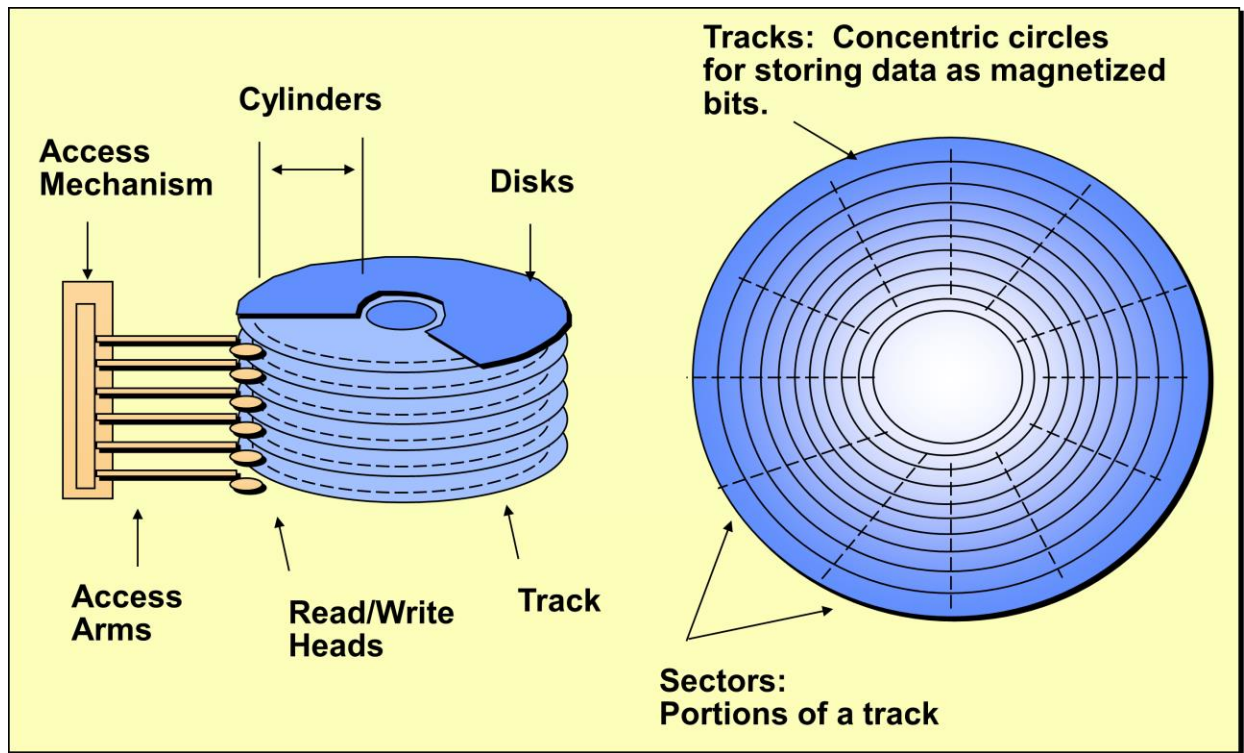 Tracks:  Concentric circles
for storing data as magnetized
bits.
Cylinders
Access
Mechanism
Disks
Access
Arms
Read/Write
Heads
Track
Sectors:
Portions of a track